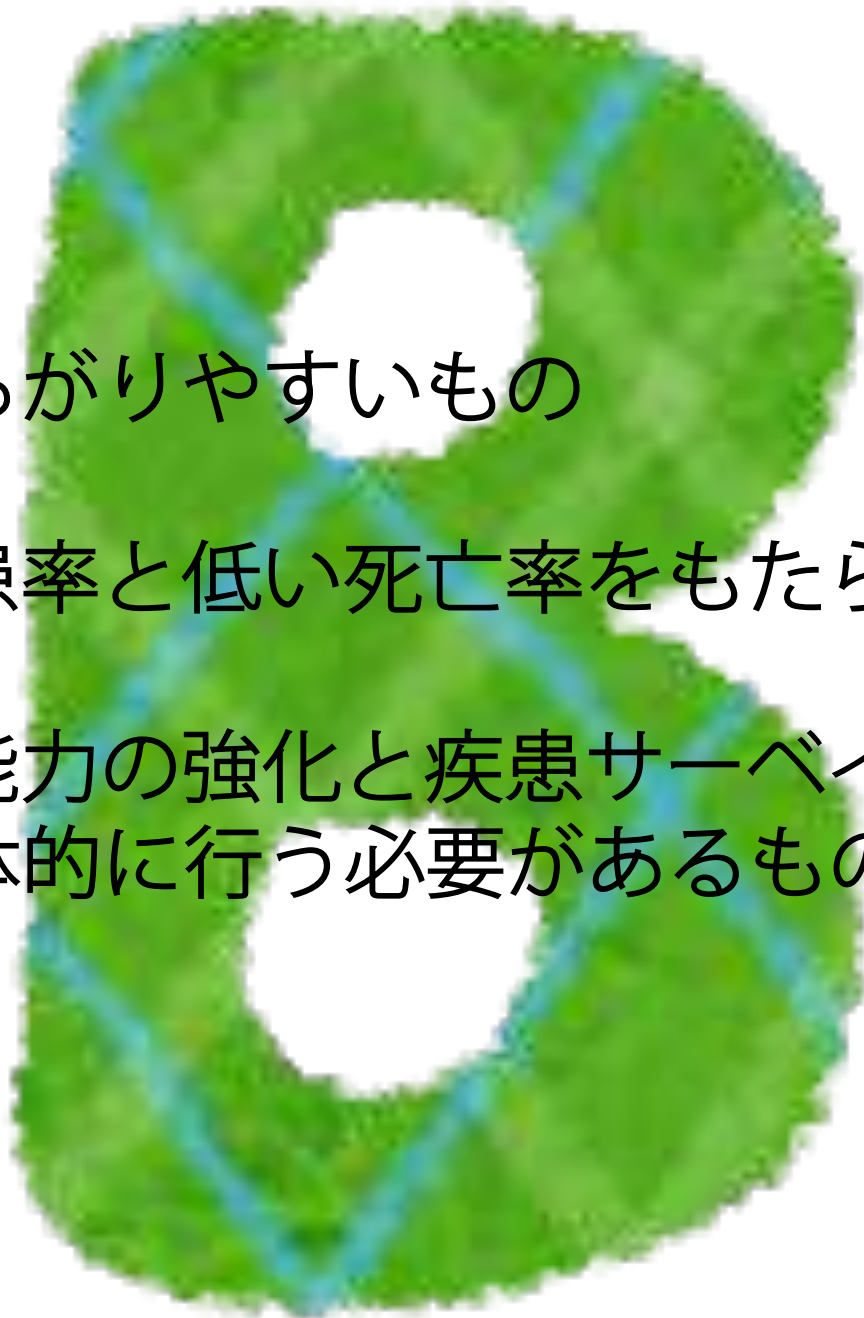 がりやすいもの
率と低い死亡率をもたら
力の強化と疾患サーベイ
的に行う必要があるもの
B